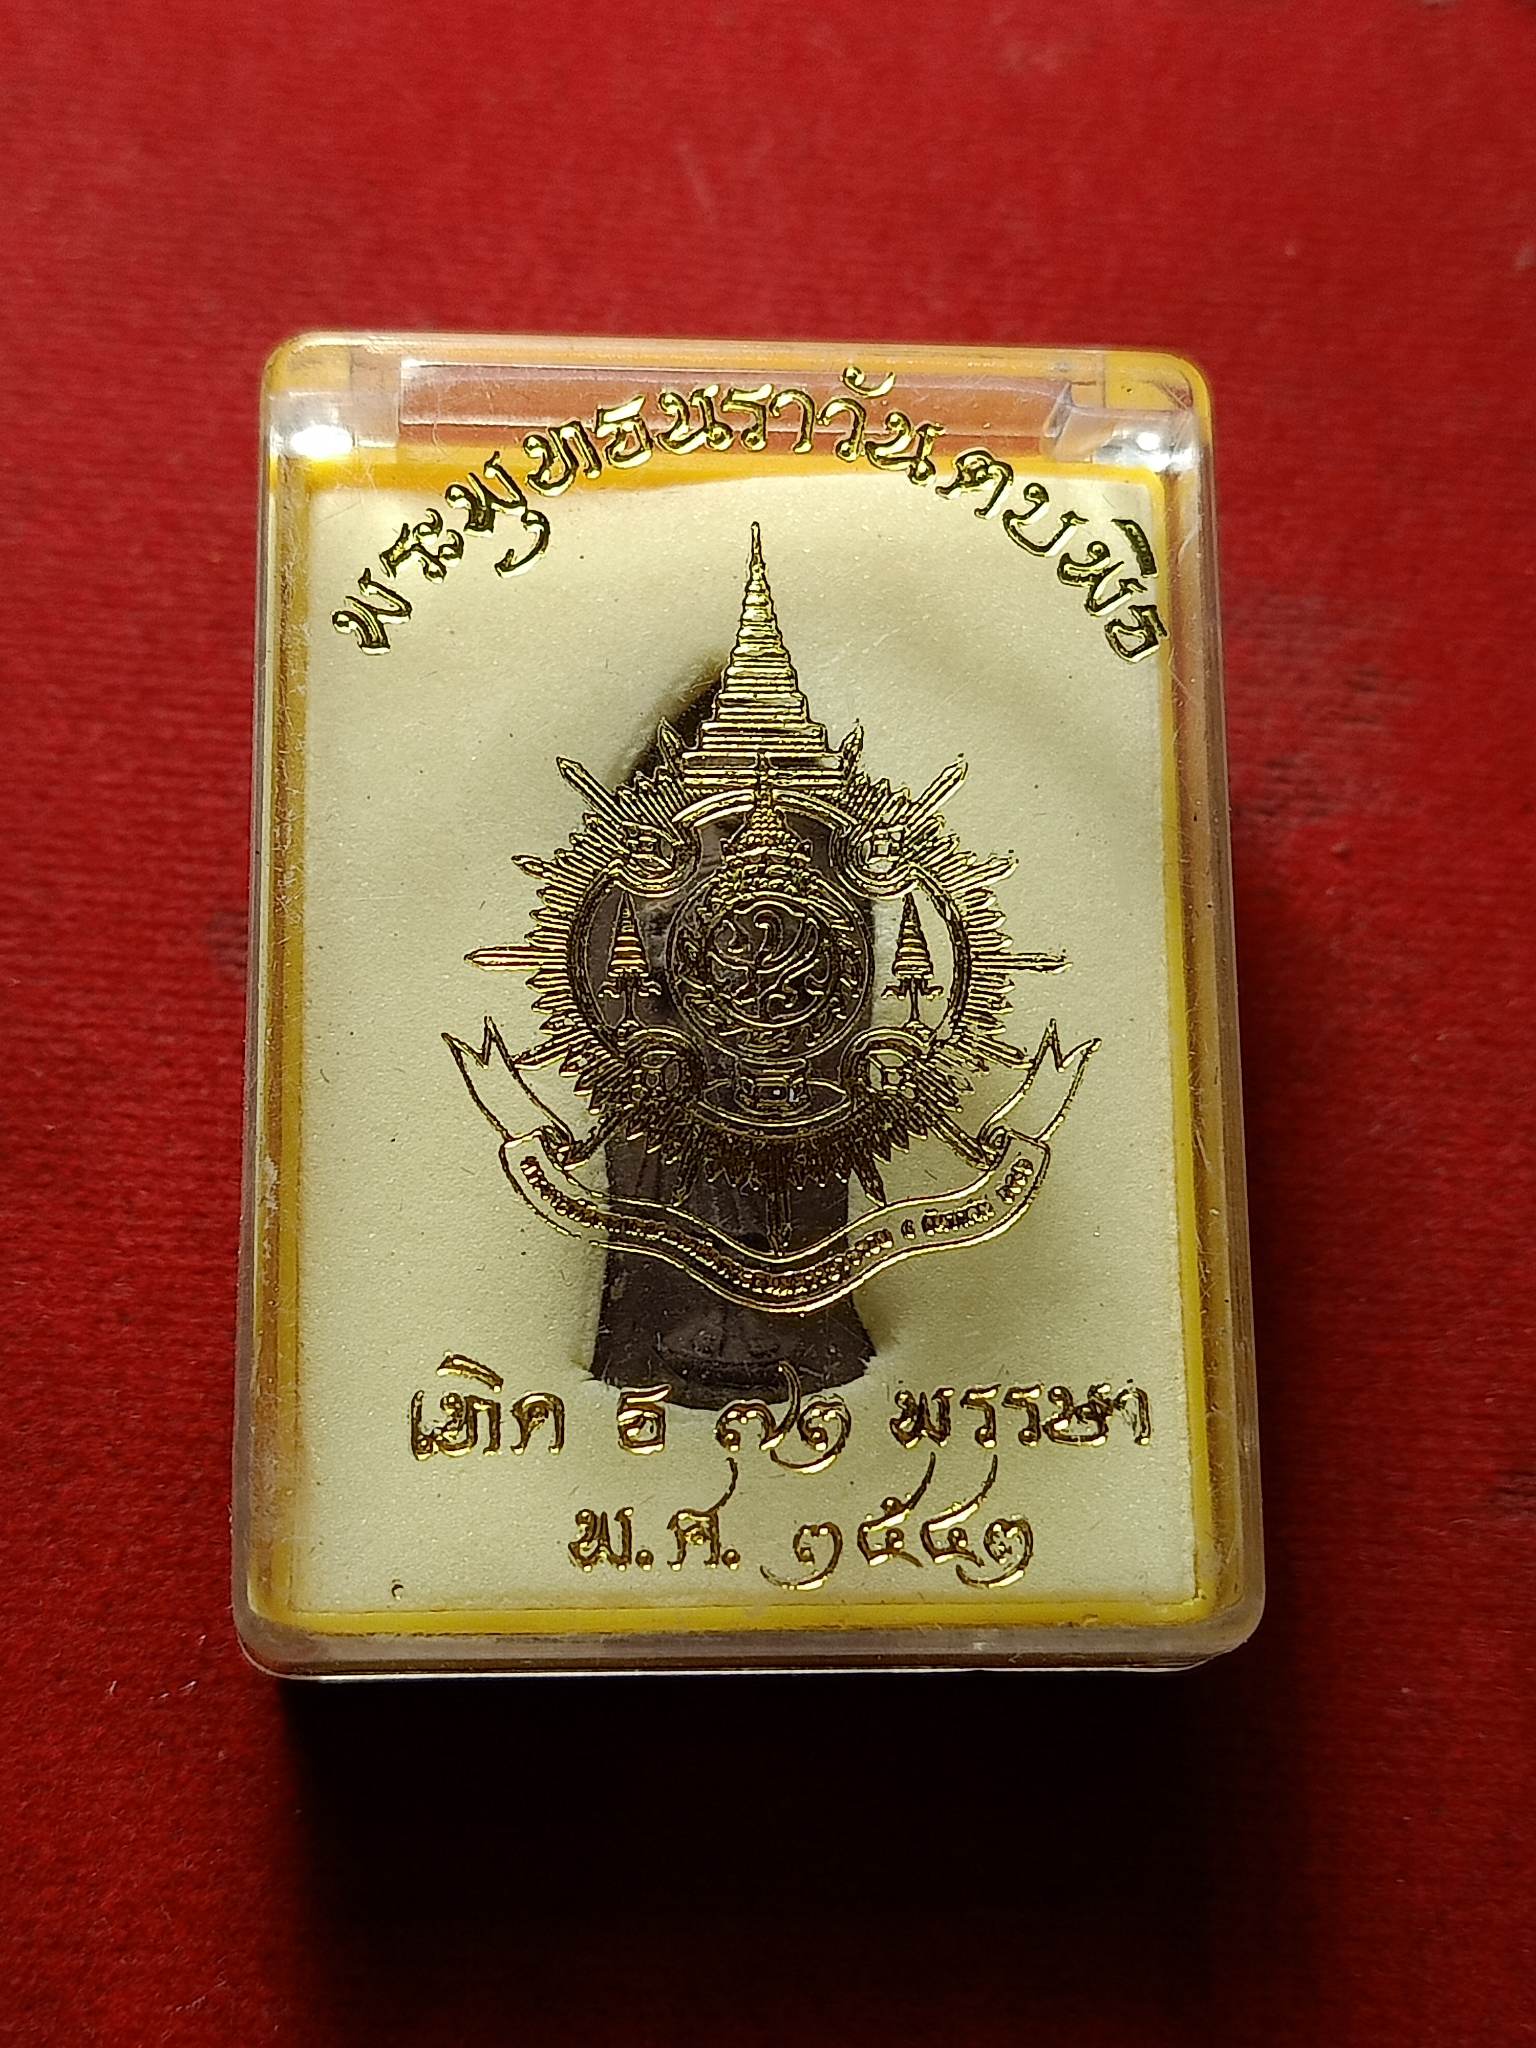 พระพุทธนราวันตบพิธ
เทิด ธ ๗๒ พรรษา
พ.ศ. ๒๕๔๒